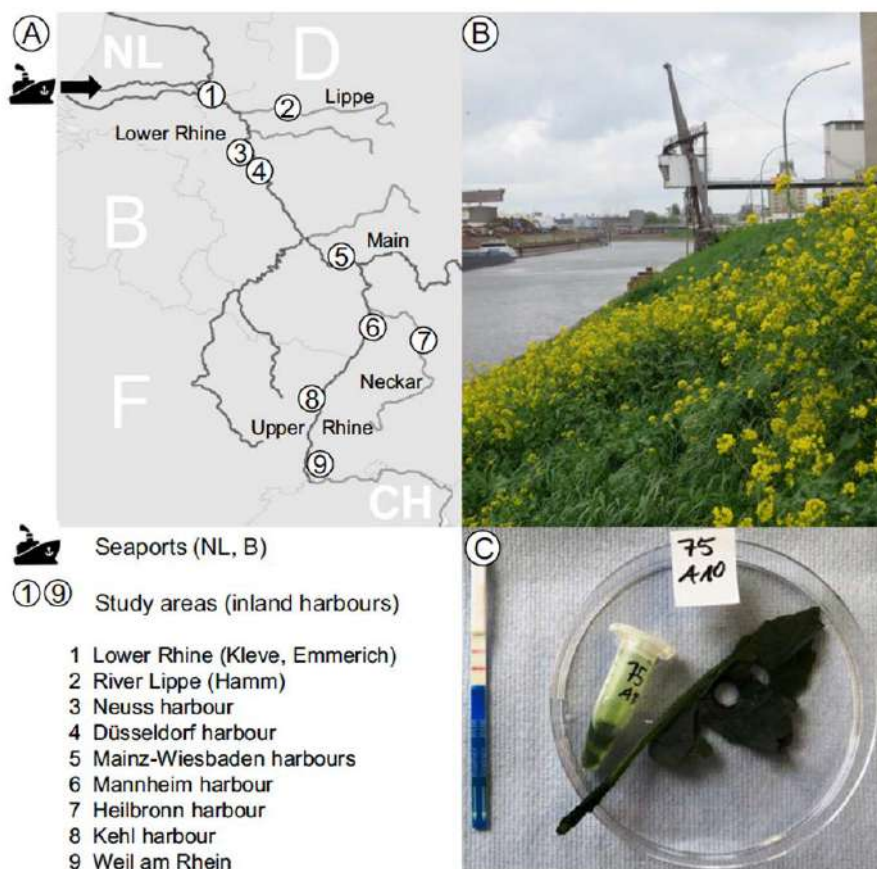 A
NL
D
1
2
Lippe
Lower Rhine
3
4
B
Main
5
6
7
Neckar
F
8
Upper Rhine
9
CH
B
Seaports (NL, B)
1 9 Study areas (inland harbours)
1 Lower Rhine (Kleve, Emmerich)
2 River Lippe (Hamm)
3 Neuss harbour
4 Düsseldorf harbour
5 Mainz-Wiesbaden harbours
6 Mannheim harbour
7 Heilbronn harbour
8 Kehl harbour
9 Weil am Rhein
C
75
A10
75